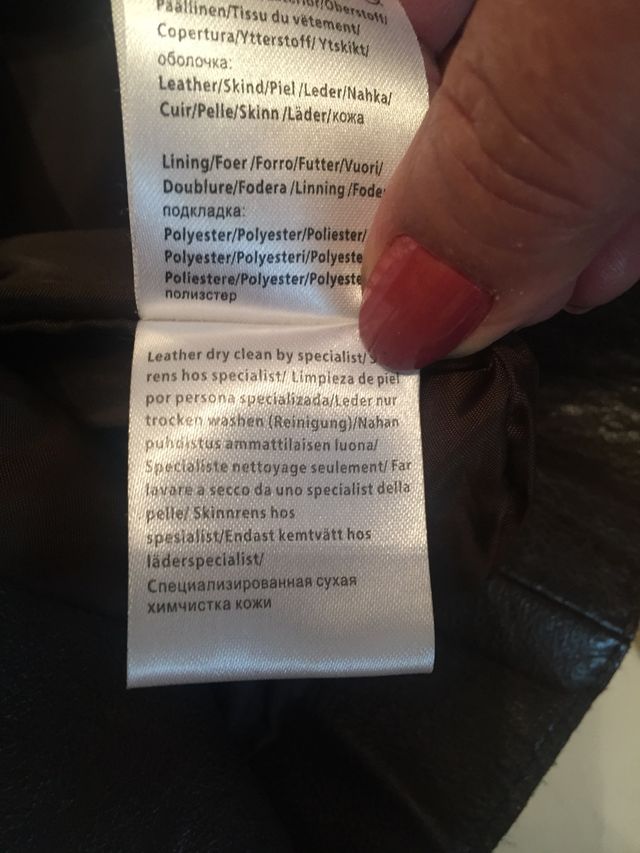 Oberstoff/
Päällinen/Tissu du vêtement/
Copertura/Ytterstoff/Ytskikt/
оболочка:
Leather/Skind/Piel/Leder/Nahka/
Cuir/Pelle/Skinn/Läder/кожа
Lining/Foer/Forro/Futter/Vuori/
Doublure/Fodera/Linning/Fode
подкладка:
Polyester/Polyester/Poliester/
Polyester/Polyesteri/Polyeste
Poliestere/Polyester/Polyeste
полизстер
Leather dry clean by specialist/
rens hos specialist/ Limpieza de piel
por persona specializada/Leder nur
trocken washen (Reinigung)/Nahan
puhdistus ammattilaisen luona/
Specialiste nettoyage seulement/ Far
lavare a secco da uno specialist della
pelle/ Skinnrens hos
spesialist/Endast kemtvätt hos
läderspecialist/
Специализированная сухая
химчистка кожи